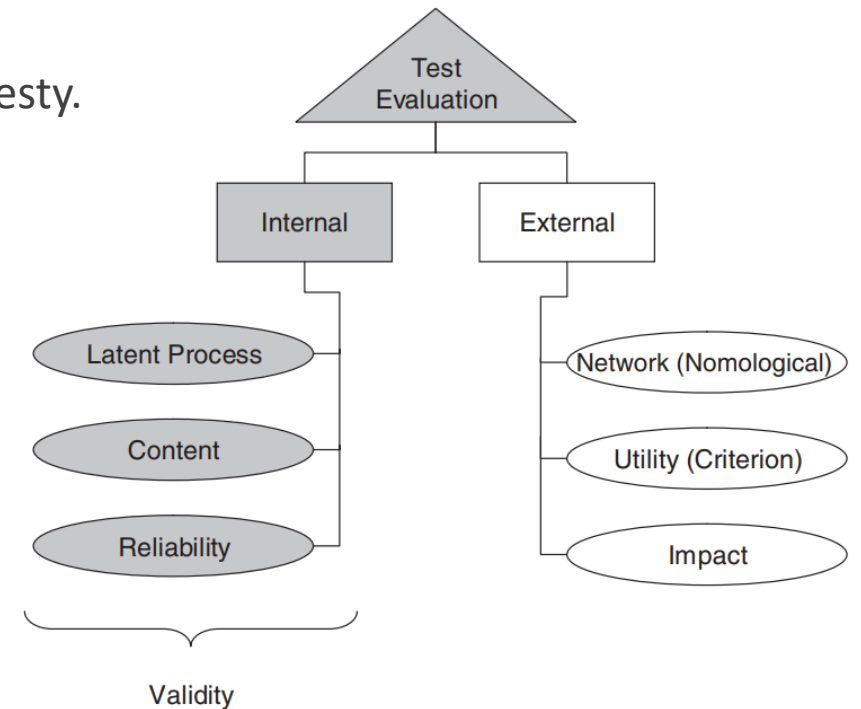 esty.
Test
Evaluation
Internal
External
Latent Process
Network (Nomological)
Content
Utility (Criterion)
Reliability
Impact
Validity